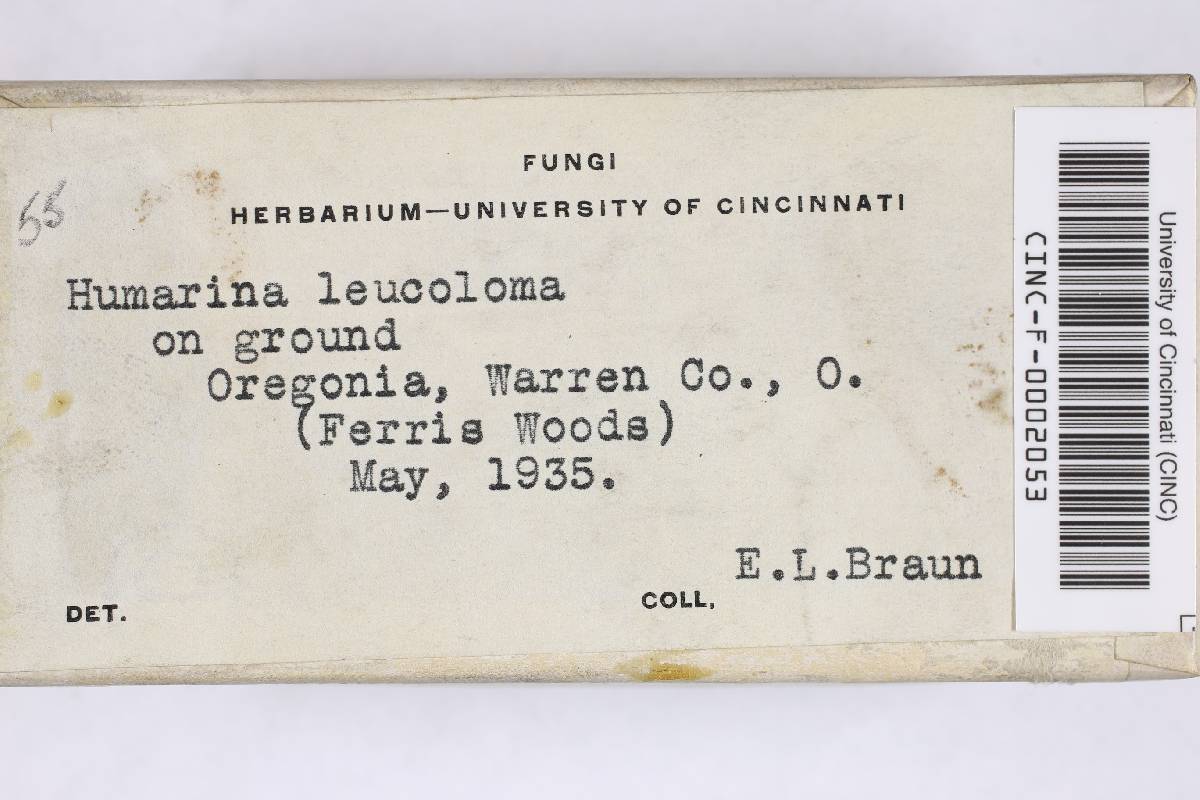 55
FUNGI
HERBARIUM—UNIVERSITY OF CINCINNATI
Humarina leucoloma
on ground
Oregonia, Warren Co., O.
(Ferris Woods)
May, 1935.
E.L.Braun
DET.
COLL,
CINC-F-0002053
University of Cincinnati (CINC)